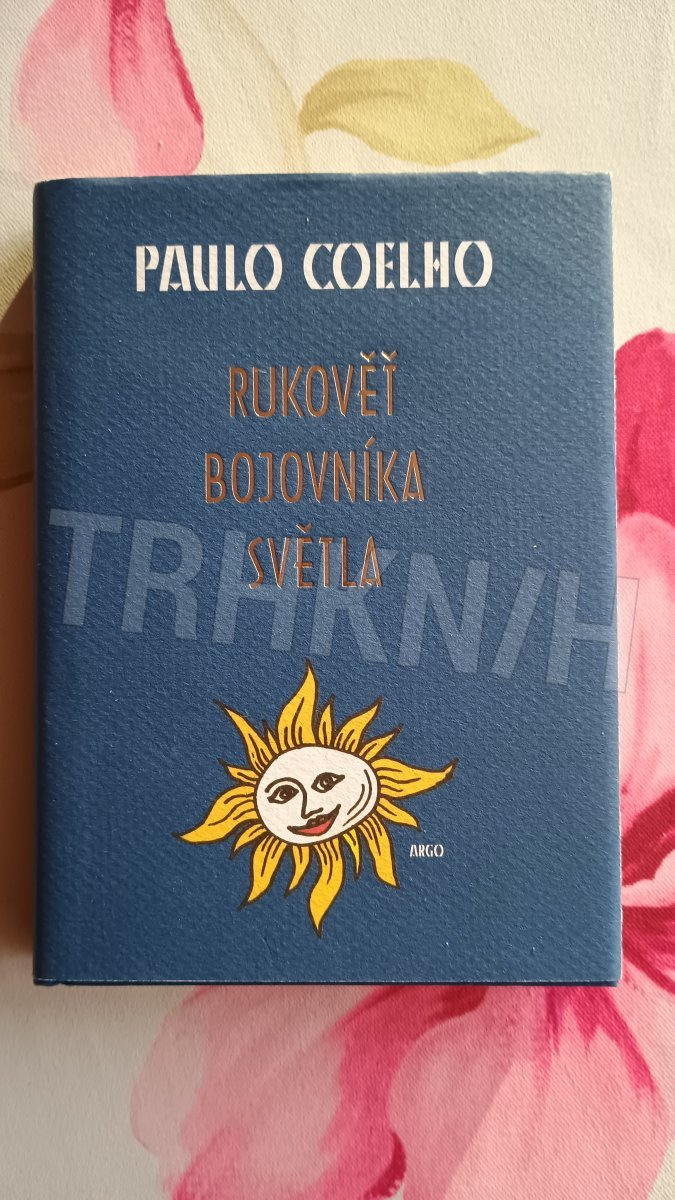 PAULO COELHO
RUKOVĚŤ
BOJOVNÍKA
SVĚTLA
TRHKNIH
ARGO